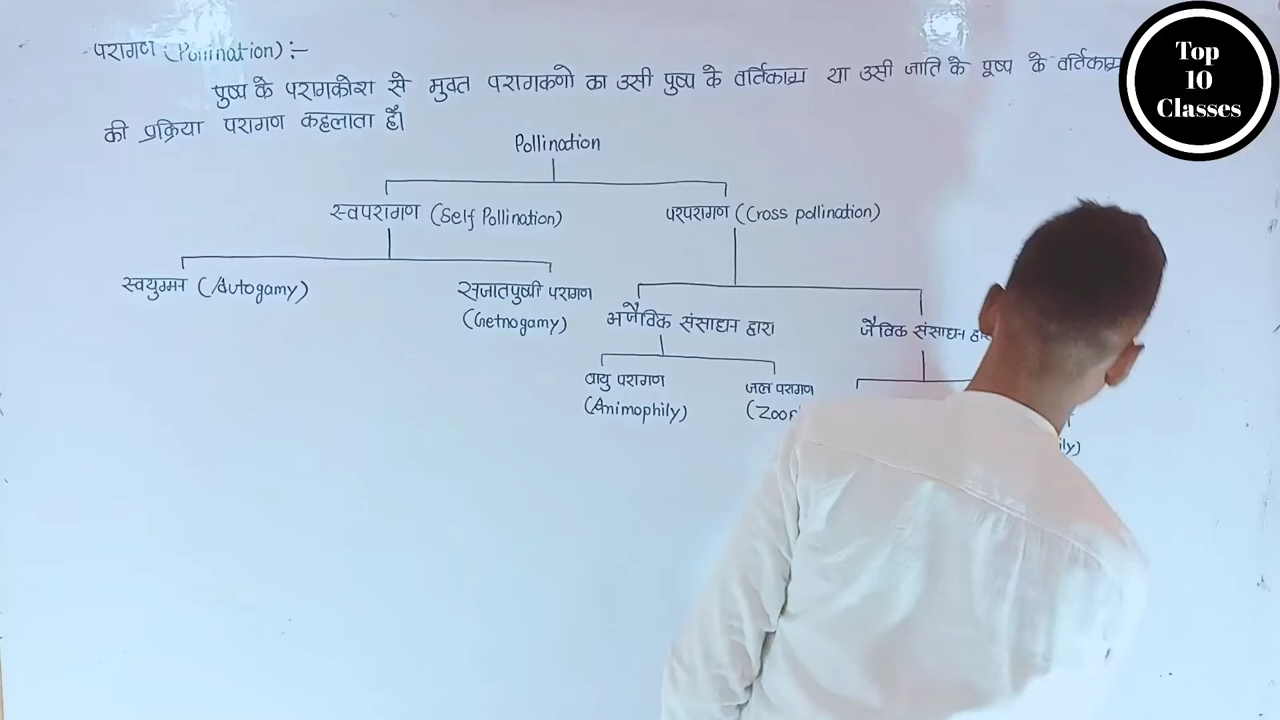 परागण (Pollination) :-
पुष्प के परागकोश से मुक्त परागकणो का उसी पुष्प के वर्तिकाग्र या उसी जाति के पुष्प के वर्तिकाग्र
की प्रक्रिया परागण कहलाता है।
Pollination
स्वपरागण (Self Pollination)
परपरागण (Cross pollination)
स्वयुग्मन (Autogamy)
सजातपुष्पी परागण
(Gietnogamy)
अजैविक संसाधन द्वारा
जैविक संसाधन
वायु परागण
(Animophily)
जल परागण
Top
10
Classes